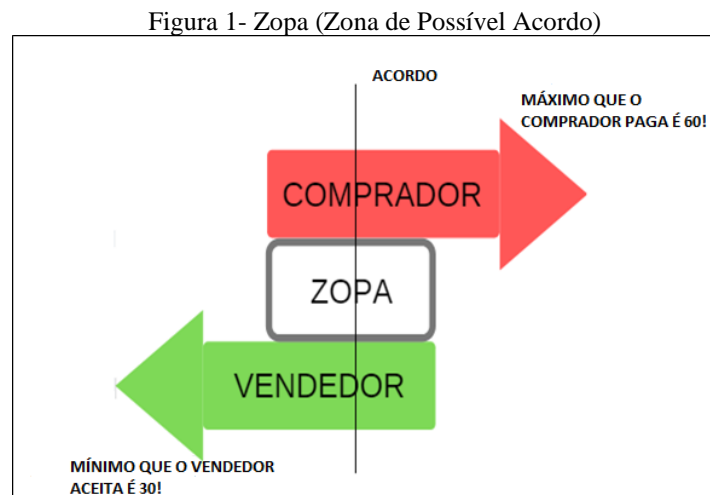 Figura 1- Zopa (Zona de Possível Acordo)
ACORDO
MÁXIMO QUE O
COMPRADOR PAGA É 60!
COMPRADOR
ZOPA
VENDEDOR
MÍNIMO QUE O VENDEDOR
ACEITA É 30!